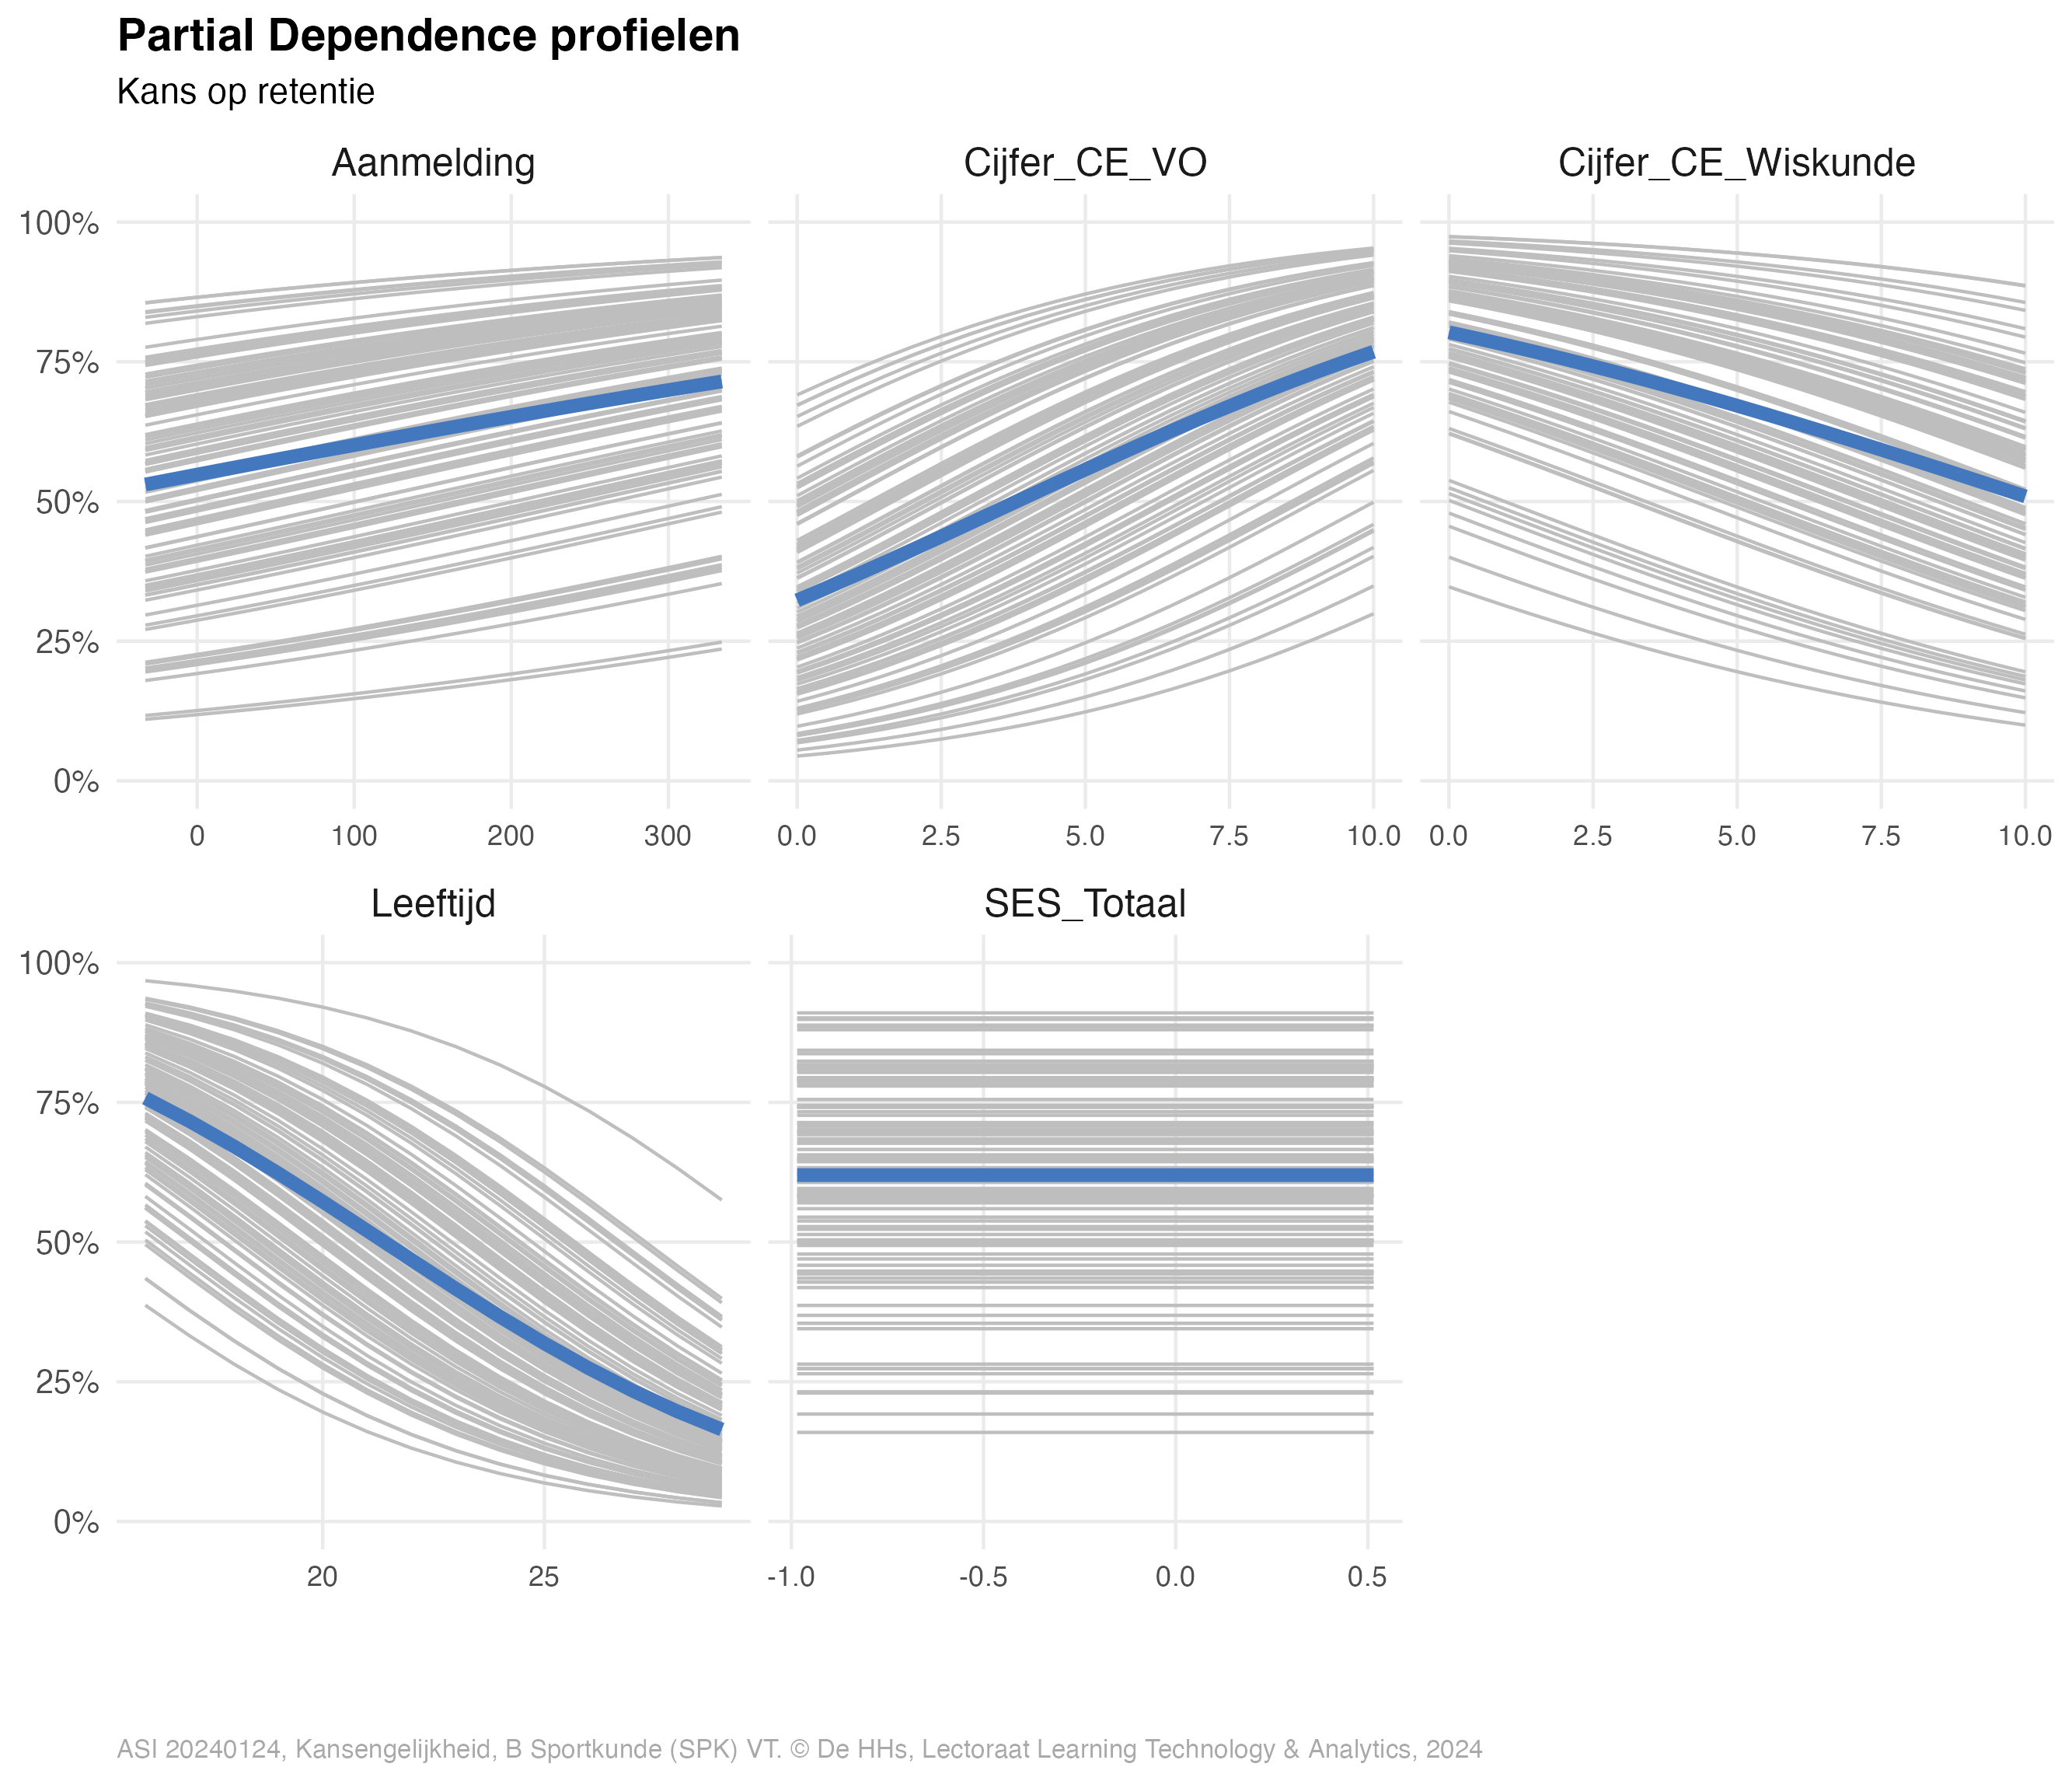 Partial Dependence profielen
Kans op retentie
Aanmelding
Cijfer_CE_VO
Cijfer_CE_Wiskunde
100%
75%
50%
25%
0%
0 100 200 300
0.0 2.5 5.0 7.5 10.0
0.0 2.5 5.0 7.5 10.0
Leeftijd
SES_Totaal
100%
75%
50%
25%
0%
20 25
-1.0 -0.5 0.0 0.5
ASI 20240124, Kansengelijkheid, B Sportkunde (SPK) VT. © De HHs, Lectoraat Learning Technology & Analytics, 2024